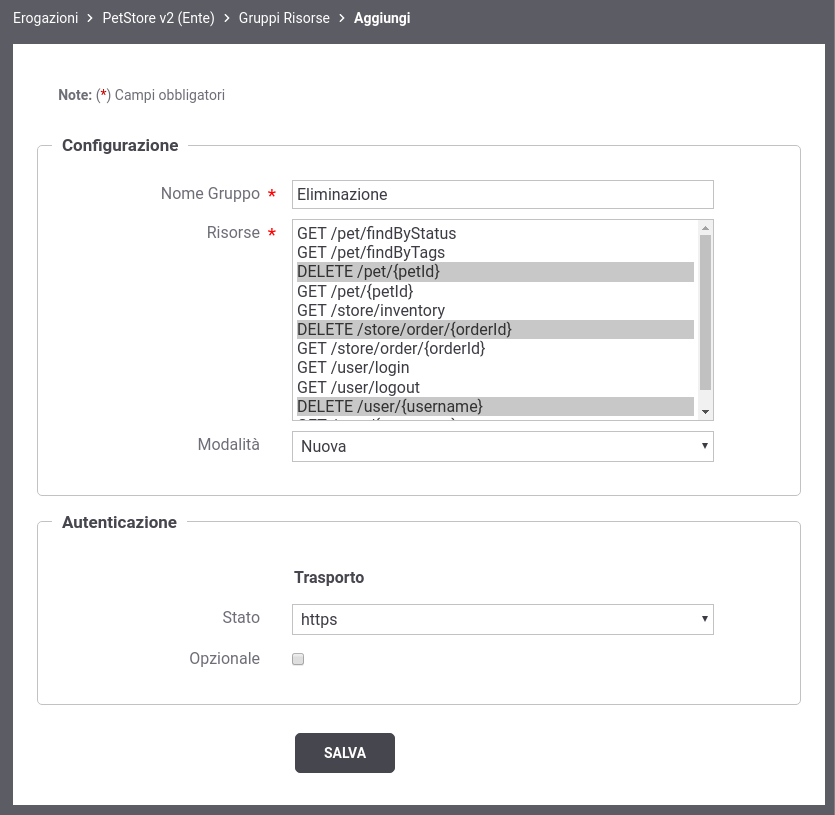 Erogazioni > PetStore v2 (Ente) > Gruppi Risorse > Aggiungi
Note: (*) Campi obbligatori
Configurazione
Nome Gruppo * Eliminazione
Risorse *
GET /pet/findByStatus
GET /pet/findByTags
DELETE /pet/{petId}
GET /pet/{petId}
GET /store/inventory
DELETE /store/order/{orderId}
GET /store/order/{orderId}
GET /user/login
GET /user/logout
DELETE /user/{username}
Modalità Nuova
Autenticazione
Trasporto
Stato https
Opzionale
SALVA